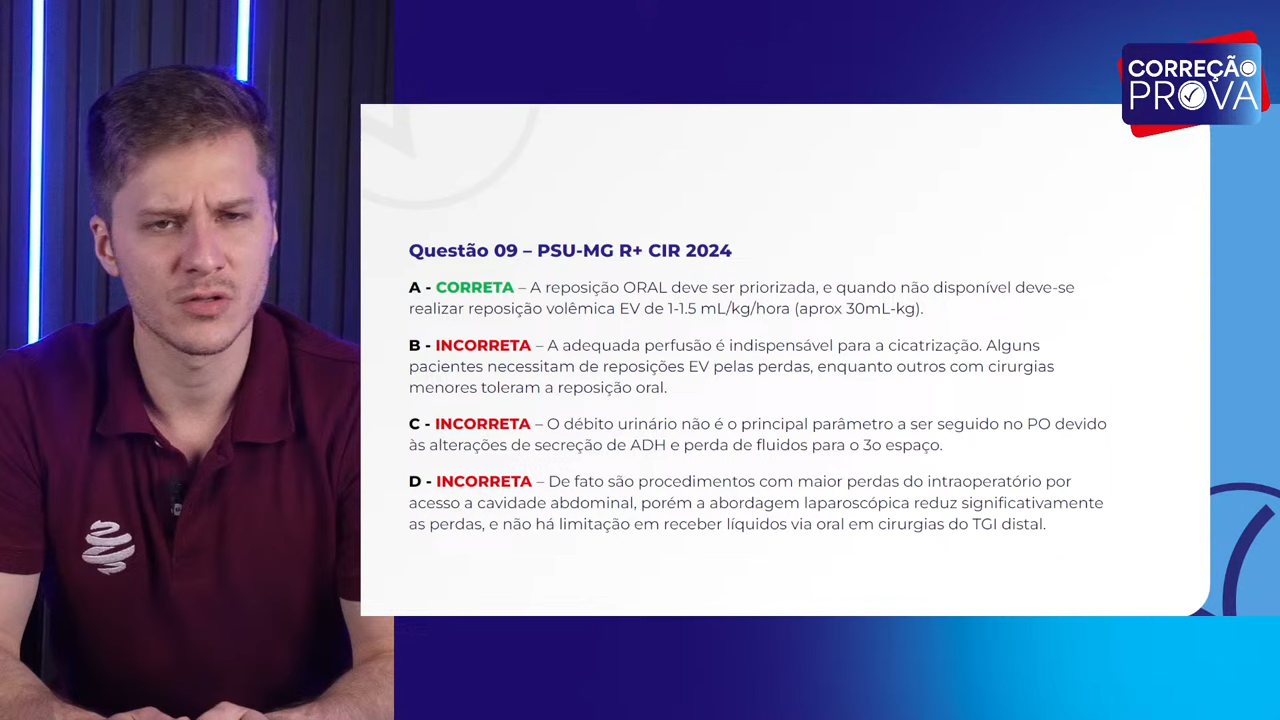 CORREÇÃO
PROVA
Questão 09 – PSU-MG R+ CIR 2024
A - CORRETA – A reposição ORAL deve ser priorizada, e quando não disponível deve-se
realizar reposição volêmica EV de 1-1.5 mL/kg/hora (aprox 30mL-kg).
B - INCORRETA – A adequada perfusão é indispensável para a cicatrização. Alguns
pacientes necessitam de reposições EV pelas perdas, enquanto outros com cirurgias
menores toleram a reposição oral.
C - INCORRETA – O débito urinário não é o principal parâmetro a ser seguido no PO devido
às alterações de secreção de ADH e perda de fluidos para o 3o espaço.
D - INCORRETA – De fato são procedimentos com maior perdas do intraoperatório por
acesso a cavidade abdominal, porém a abordagem laparoscópica reduz significativamente
as perdas, e não há limitação em receber líquidos via oral em cirurgias do TGI distal.